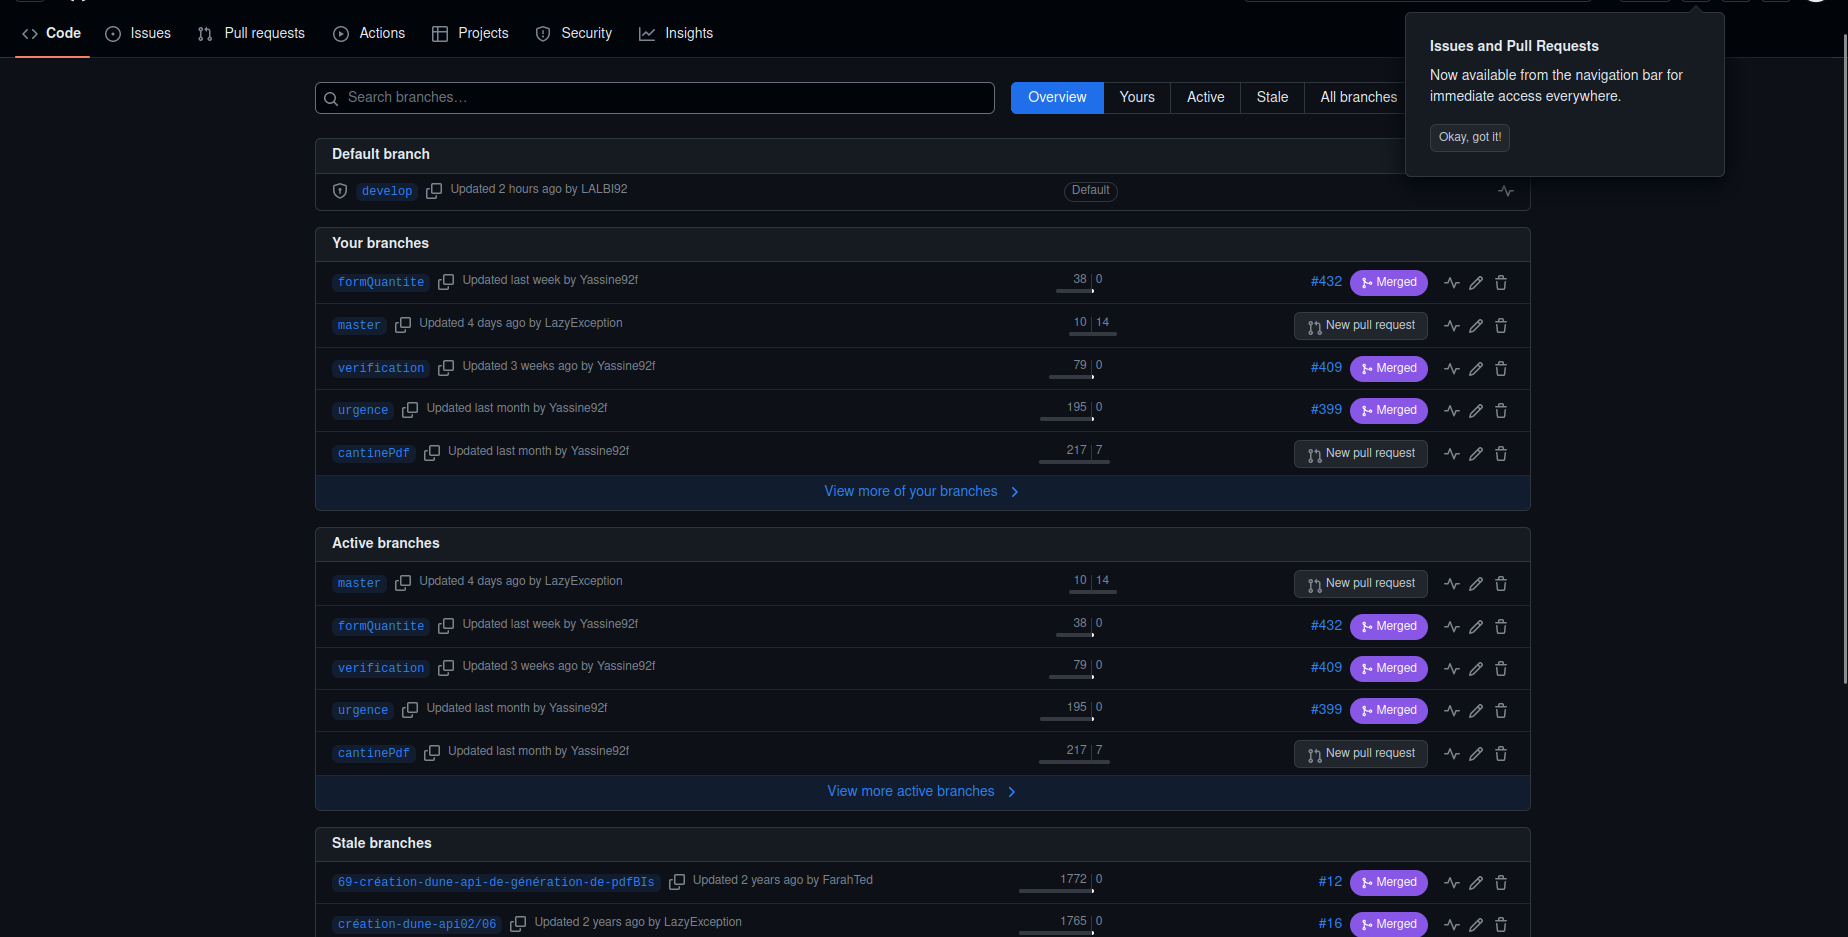 Code Issues Pull requests Actions Projects Security Insights
Issues and Pull Requests
Now available from the navigation bar for
immediate access everywhere.
Okay, got it!
Search branches... Overview Yours Active Stale All branches
Default branch
develop Updated 2 hours ago by LALBI92 Default
Your branches
formQuantite Updated last week by Yassine92f 38 0 #432 Merged
master Updated 4 days ago by LazyException 10 14 New pull request
verification Updated 3 weeks ago by Yassine92f 79 0 #409 Merged
urgence Updated last month by Yassine92f 195 0 #399 Merged
cantinePdf Updated last month by Yassine92f 217 7 New pull request
View more of your branches
Active branches
master Updated 4 days ago by LazyException 10 14 New pull request
formQuantite Updated last week by Yassine92f 38 0 #432 Merged
verification Updated 3 weeks ago by Yassine92f 79 0 #409 Merged
urgence Updated last month by Yassine92f 195 0 #399 Merged
cantinePdf Updated last month by Yassine92f 217 7 New pull request
View more active branches
Stale branches
69-création-dune-api-de-génération-de-pdfBIs Updated 2 years ago by FarahTed 1772 0 #12 Merged
création-dune-api02/06 Updated 2 years ago by LazyException 1765 0 #16 Merged